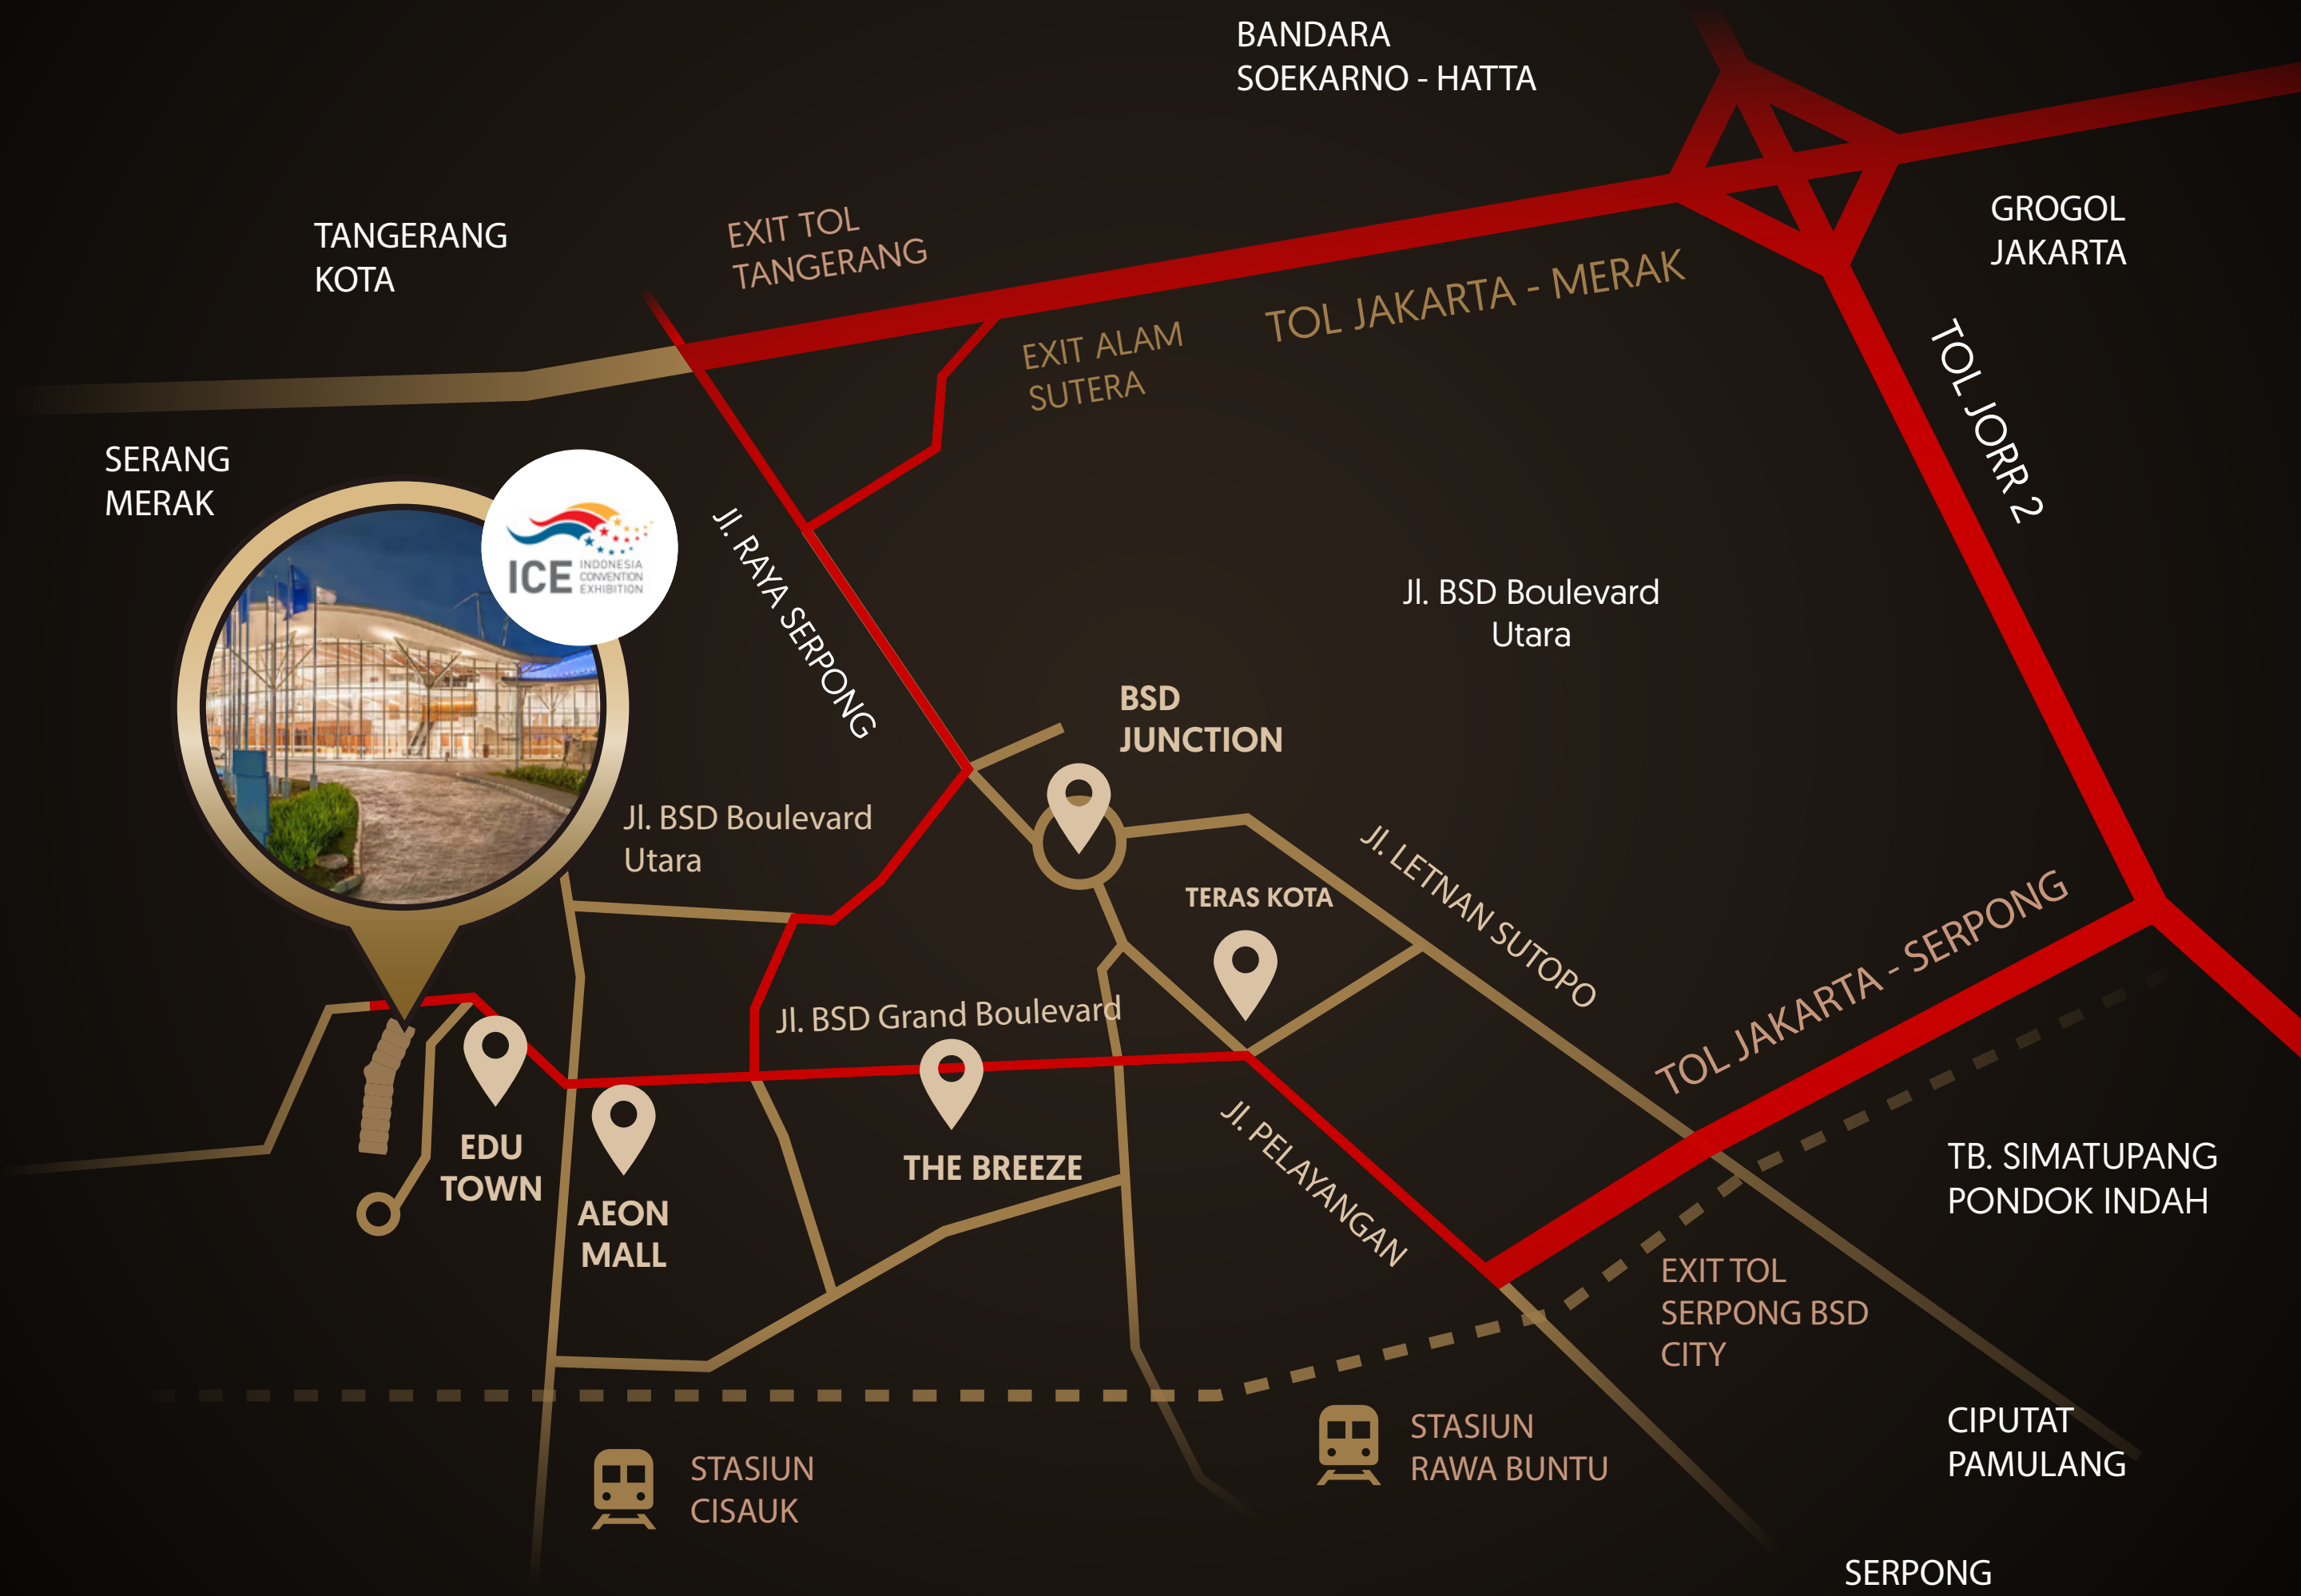 BANDARA
SOEKARNO - HATTA
GROGOL
JAKARTA
TANGERANG
KOTA
EXIT TOL
TANGERANG
TOL JAKARTA - MERAK
EXIT ALAM
SUTERA
TOL JORR 2
SERANG
MERAK
ICE INDONESIA
CONVENTION
EXHIBITION
Jl. RAYA SERPONG
Jl. BSD Boulevard
Utara
BSD
JUNCTION
Jl. BSD Boulevard
Utara
Jl. LETNAN SUTOPO
TERAS KOTA
TOL JAKARTA - SERPONG
Jl. BSD Grand Boulevard
EDU
TOWN
AEON
MALL
THE BREEZE
Jl. PELAYANGAN
TB. SIMATUPANG
PONDOK INDAH
EXIT TOL
SERPONG BSD
CITY
STASIUN
CISAUK
STASIUN
RAWA BUNTU
CIPUTAT
PAMULANG
SERPONG